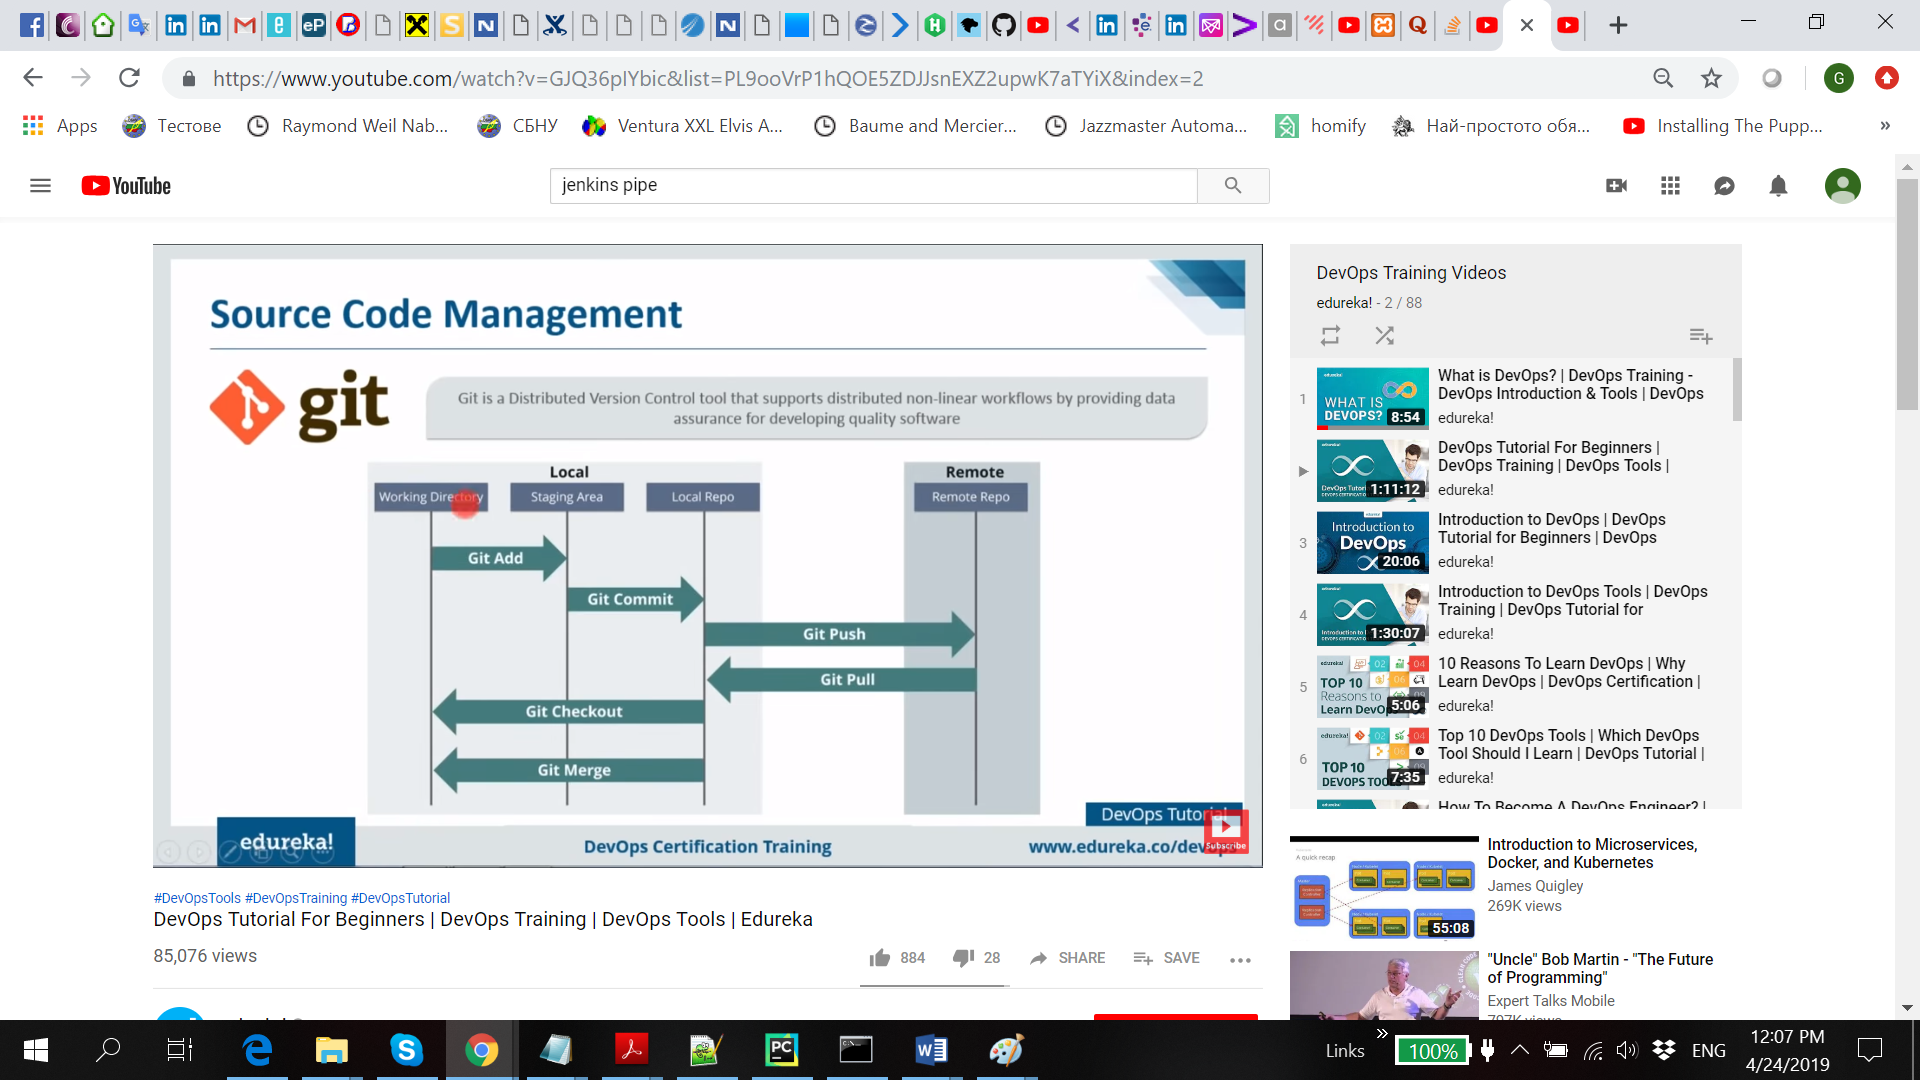 https://www.youtube.com/watch?v=GJQ36pIYbic&list=PL9ooVrP1hQOE5ZDJJsnEXZ2upwK7aTYiX&index=2
G
Apps
Тестове
Raymond Weil Nab...
СБНУ
Ventura XXL Elvis A...
Baume and Mercier...
Jazzmaster Automa...
homify
Най-простото обя...
Installing The Pupp...
YouTube
jenkins pipe
Source Code Management
git
Git is a Distributed Version Control tool that supports distributed non-linear workflows by providing data
assurance for developing quality software
Local
Remote
Working Directory
Staging Area
Local Repo
Remote Repo
Git Add
Git Commit
Git Push
Git Pull
Git Checkout
Git Merge
DevOps Tutorial
Subscribe
edureka!
DevOps Certification Training
www.edureka.co/devops
#DevOpsTools #DevOpsTraining #DevOpsTutorial
DevOps Tutorial For Beginners | DevOps Training | DevOps Tools | Edureka
85,076 views
884
28
SHARE
SAVE
DevOps Training Videos
edureka! - 2 / 88
1
WHAT IS
DEVOPS?
8:54
What is DevOps? | DevOps Training -
DevOps Introduction & Tools | DevOps
edureka!
1:11:12
DevOps Tutorial For Beginners |
DevOps Training | DevOps Tools |
edureka!
3
Introduction to
DevOps
20:06
Introduction to DevOps | DevOps
Tutorial for Beginners | DevOps
edureka!
4
1:30:07
Introduction to DevOps Tools | DevOps
Training | DevOps Tutorial for
edureka!
5
TOP 10
Reasons to
Learn DevOps
5:06
10 Reasons To Learn DevOps | Why
Learn DevOps | DevOps Certification |
edureka!
6
TOP 10
DEVOPS TOOLS
7:35
Top 10 DevOps Tools | Which DevOps
Tool Should I Learn | DevOps Tutorial |
edureka!
How To Become A DevOps Engineer? |
A quick recap
55:08
Introduction to Microservices,
Docker, and Kubernetes
James Quigley
269K views
"Uncle" Bob Martin - "The Future
of Programming"
Expert Talks Mobile
797K views
Links
100%
ENG
12:07 PM
4/24/2019